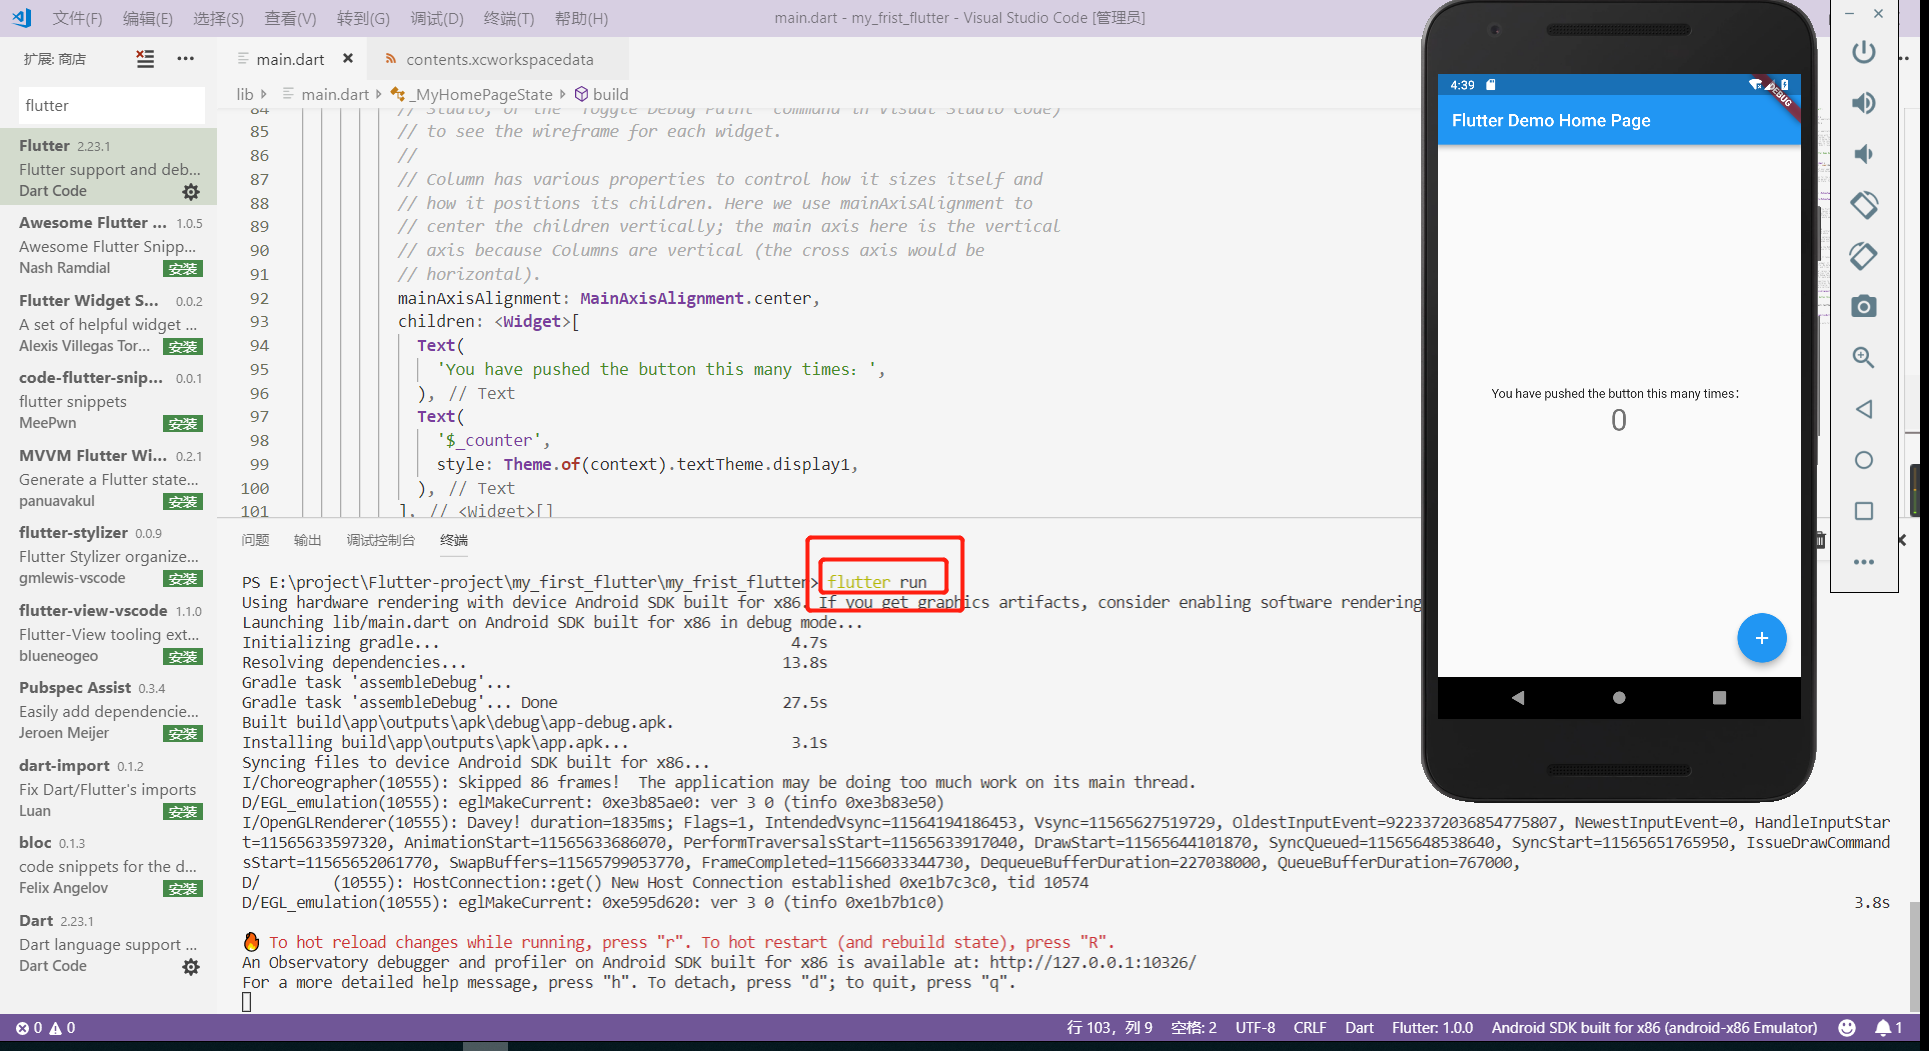 文件(F) 编辑(E) 选择(S) 查看(V) 转到(G) 调试(D) 终端(T) 帮助(H) main.dart - my_frist_flutter - Visual Studio Code [管理员]
扩展: 商店
flutter
Flutter 2.23.1
Flutter support and deb...
Dart Code
Awesome Flutter ... 1.0.5
Awesome Flutter Snipp...
Nash Ramdial 安装
Flutter Widget S... 0.0.2
A set of helpful widget ...
Alexis Villegas Tor... 安装
code-flutter-snip... 0.0.1
flutter snippets
MeePwn 安装
MVVM Flutter Wi... 0.2.1
Generate a Flutter state...
panuavakul 安装
flutter-stylizer 0.0.9
Flutter Stylizer organize...
gmlewis-vscode 安装
flutter-view-vscode 1.1.0
Flutter-View tooling ext...
blueneogeo 安装
Pubspec Assist 0.3.4
Easily add dependencie...
Jeroen Meijer 安装
dart-import 0.1.2
Fix Dart/Flutter's imports
Luan 安装
bloc 0.1.3
code snippets for the d...
Felix Angelov 安装
Dart 2.23.1
Dart language support ...
Dart Code
main.dart contents.xcworkspacedata
lib main.dart _MyHomePageState build
84 // Studio, or the "Toggle Debug Paint" command in Visual Studio Code)
85 // to see the wireframe for each widget.
86 //
87 // Column has various properties to control how it sizes itself and
88 // how it positions its children. Here we use mainAxisAlignment to
89 // center the children vertically; the main axis here is the vertical
90 // axis because Columns are vertical (the cross axis would be
91 // horizontal).
92 mainAxisAlignment: MainAxisAlignment.center,
93 children: <Widget>[
94 Text(
95 'You have pushed the button this many times: ',
96 ), // Text
97 Text(
98 '$_counter',
99 style: Theme.of(context).textTheme.display1,
100 ), // Text
101 ], // <Widget>[]
问题 输出 调试控制台 终端
PS E:\project\Flutter-project\my_first_flutter\my_frist_flutter> flutter run
Using hardware rendering with device Android SDK built for x86. If you get graphics artifacts, consider enabling software rendering
Launching lib/main.dart on Android SDK built for x86 in debug mode...
Initializing gradle... 4.7s
Resolving dependencies... 13.8s
Gradle task 'assembleDebug'...
Gradle task 'assembleDebug'... Done 27.5s
Built build\app\outputs\apk\debug\app-debug.apk.
Installing build\app\outputs\apk\app.apk... 3.1s
Syncing files to device Android SDK built for x86...
I/Choreographer(10555): Skipped 86 frames!  The application may be doing too much work on its main thread.
D/EGL_emulation(10555): eglMakeCurrent: 0xe3b85ae0: ver 3 0 (tinfo 0xe3b83e50)
I/OpenGLRenderer(10555): Davey! duration=1835ms; Flags=1, IntendedVsync=11564194186453, Vsync=11565627519729, OldestInputEvent=9223372036854775807, NewestInputEvent=0, HandleInputStar
t=11565633597320, AnimationStart=11565633686070, PerformTraversalsStart=11565633917040, DrawStart=11565644101870, SyncQueued=11565648538640, SyncStart=11565651765950, IssueDrawCommand
sStart=11565652061770, SwapBuffers=11565799053770, FrameCompleted=11566033344730, DequeueBufferDuration=227038000, QueueBufferDuration=767000,
D/        (10555): HostConnection::get() New Host Connection established 0xe1b7c3c0, tid 10574
D/EGL_emulation(10555): eglMakeCurrent: 0xe595d620: ver 3 0 (tinfo 0xe1b7b1c0) 3.8s
🔥 To hot reload changes while running, press "r". To hot restart (and rebuild state), press "R".
An Observatory debugger and profiler on Android SDK built for x86 is available at: http://127.0.0.1:10326/
For a more detailed help message, press "h". To detach, press "d"; to quit, press "q".
4:39
DEBUG
Flutter Demo Home Page
You have pushed the button this many times:
0
0 0 行 103，列 9 空格: 2 UTF-8 CRLF Dart Flutter: 1.0.0 Android SDK built for x86 (android-x86 Emulator) 1